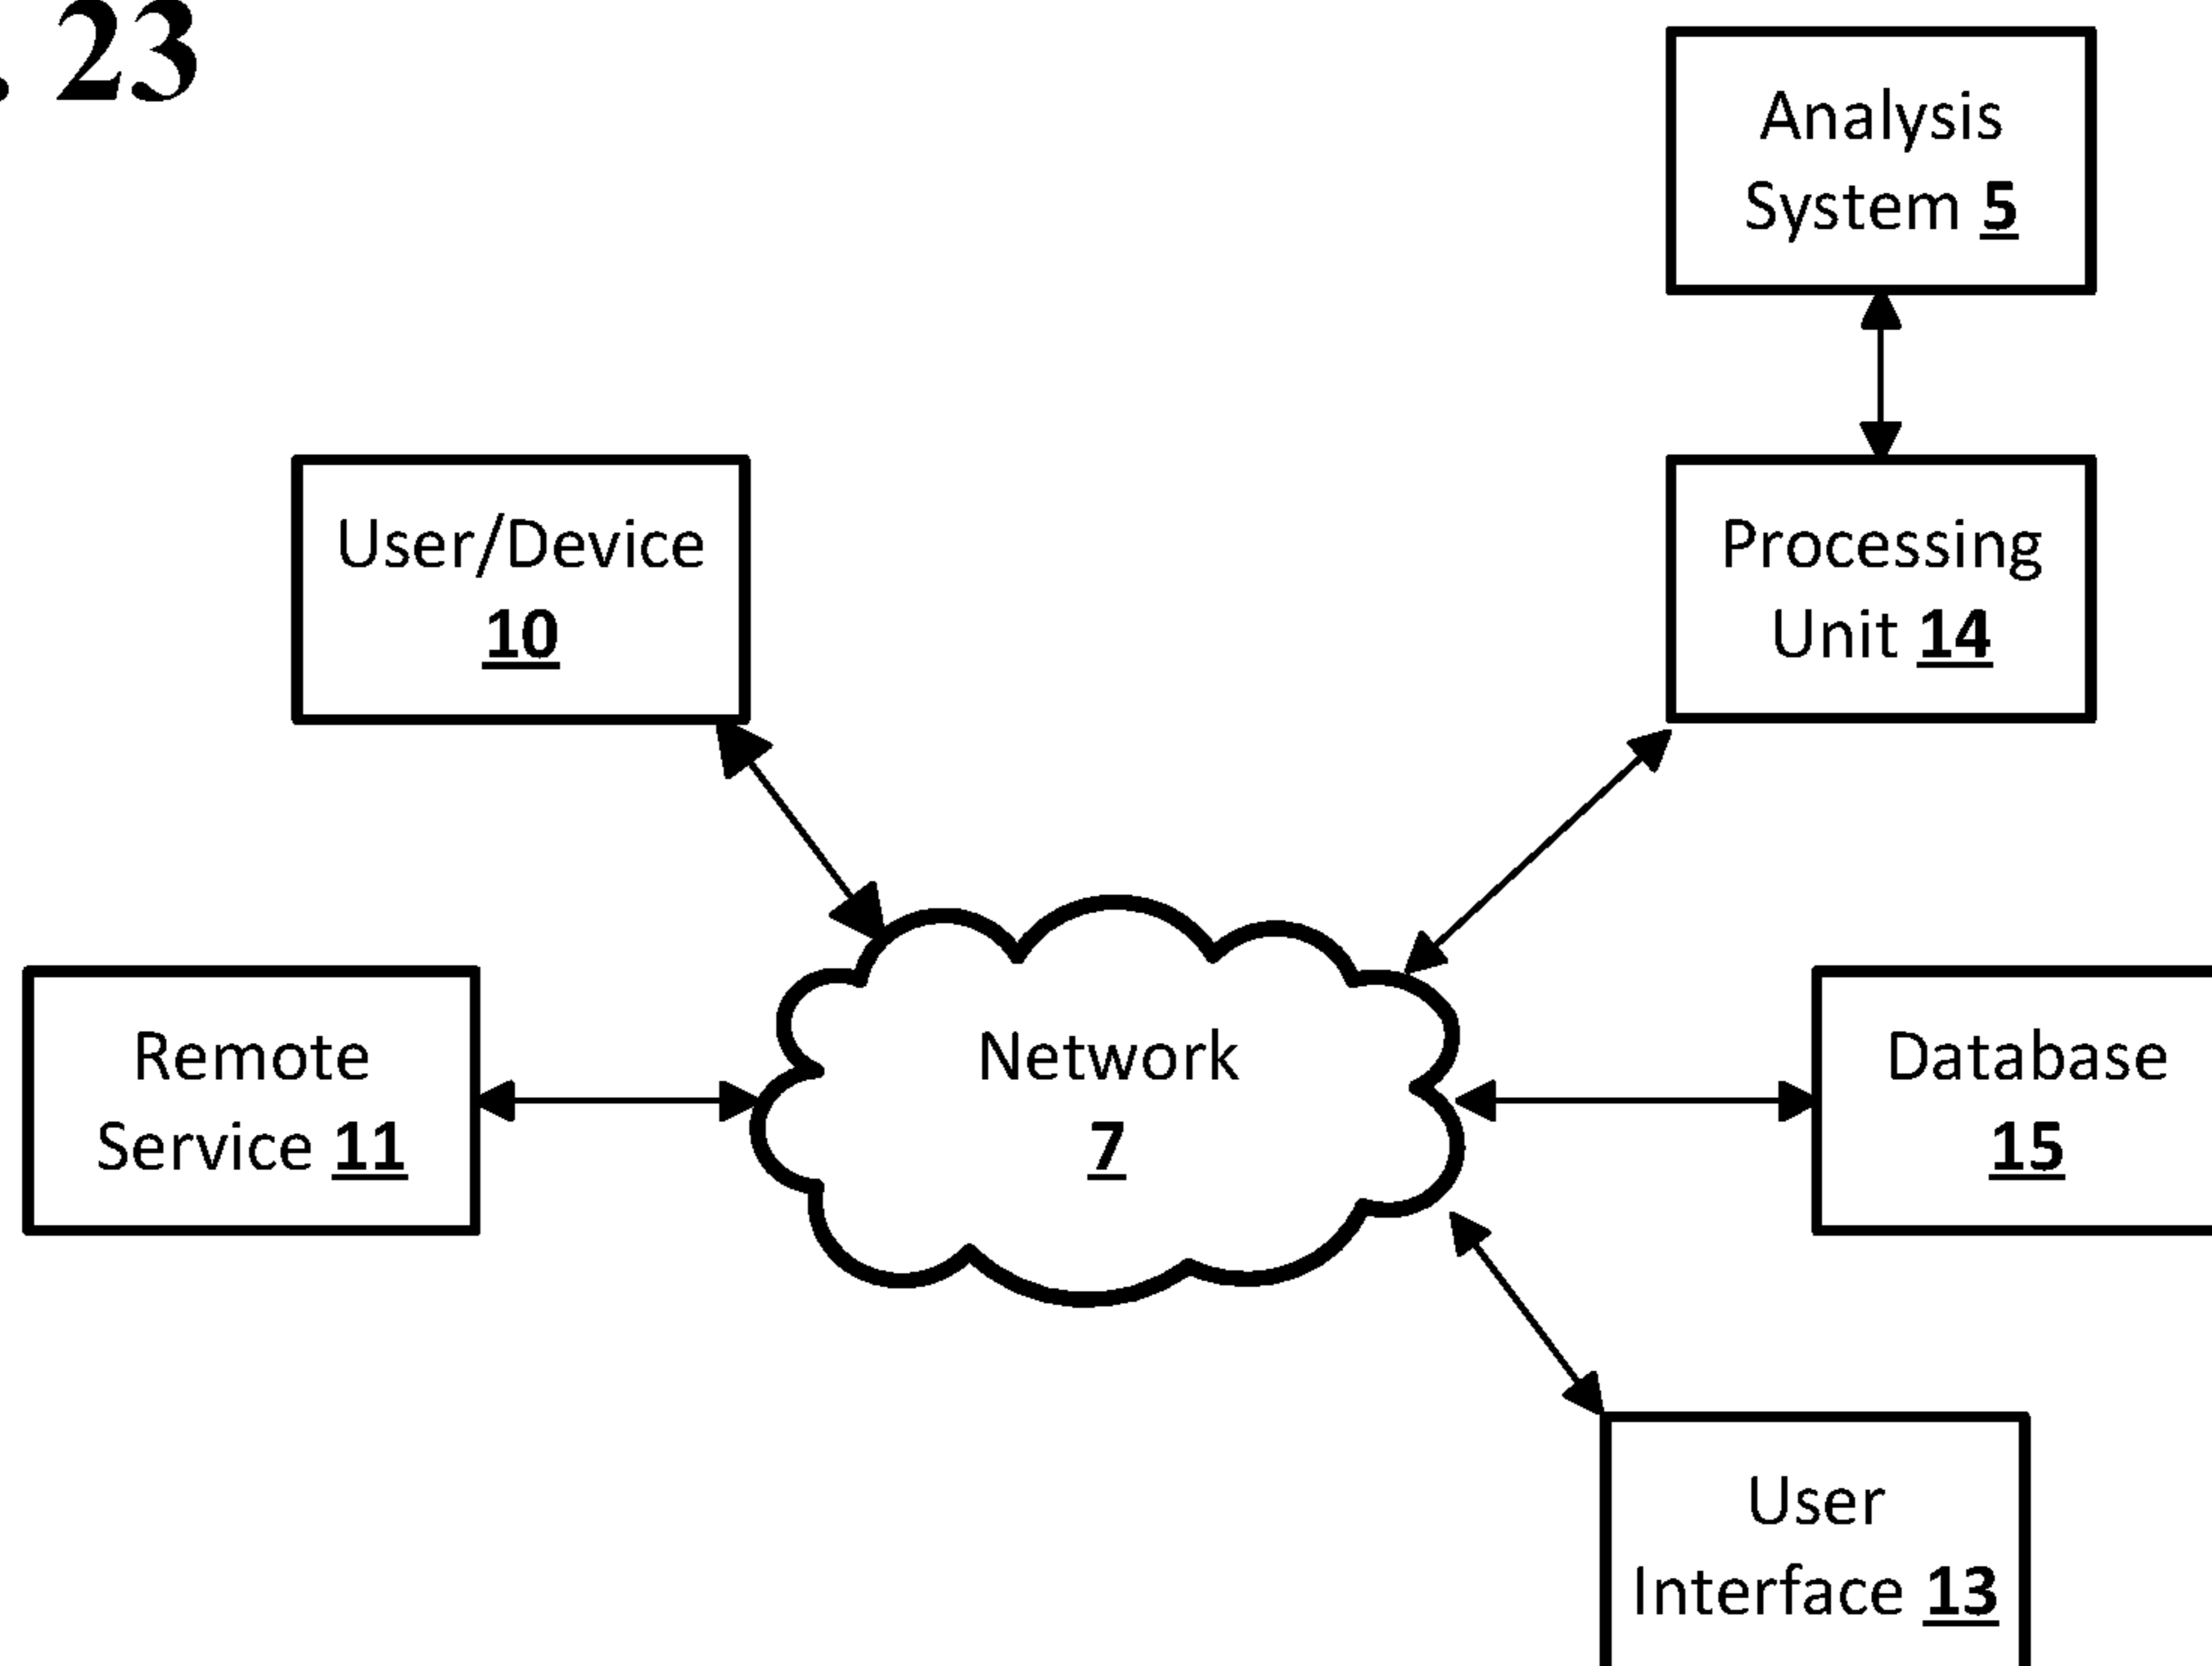 . 23
Analysis
System 5
User/Device
10
Processing
Unit 14
Remote
Service 11
Network
7
Database
15
User
Interface 13